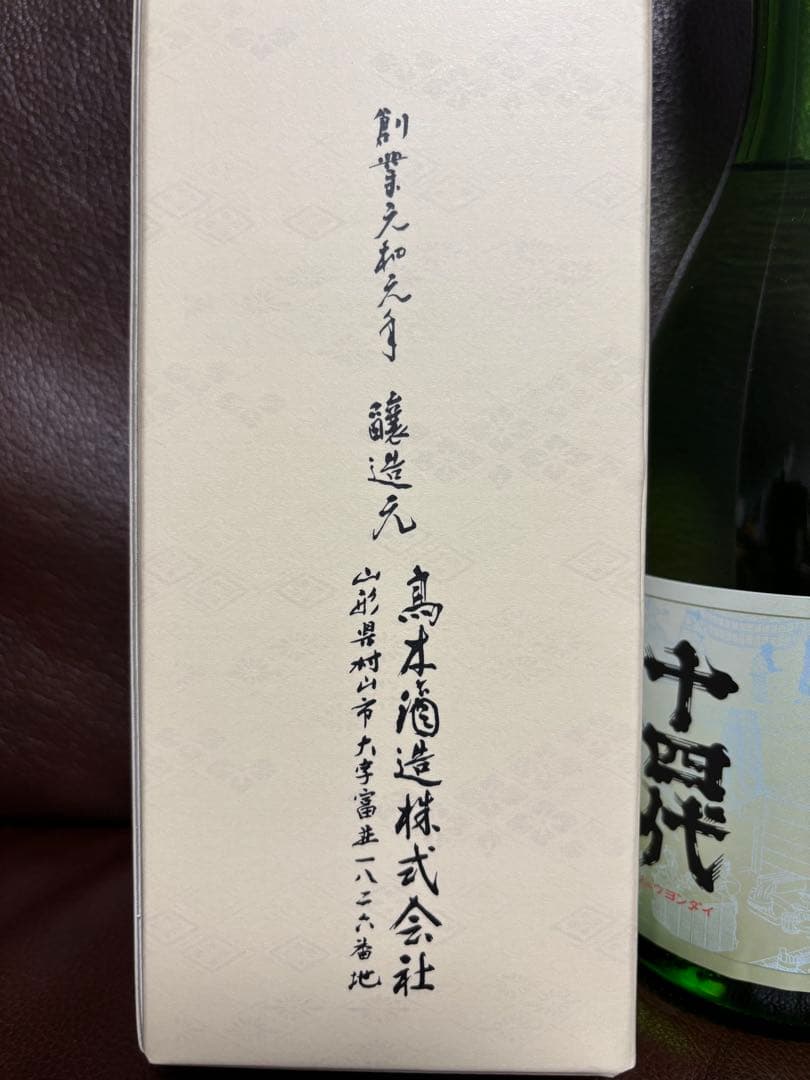 創業元和元年　醸造元
高木酒造株式会社
山形県村山市大字富並一八二六番地
十四代